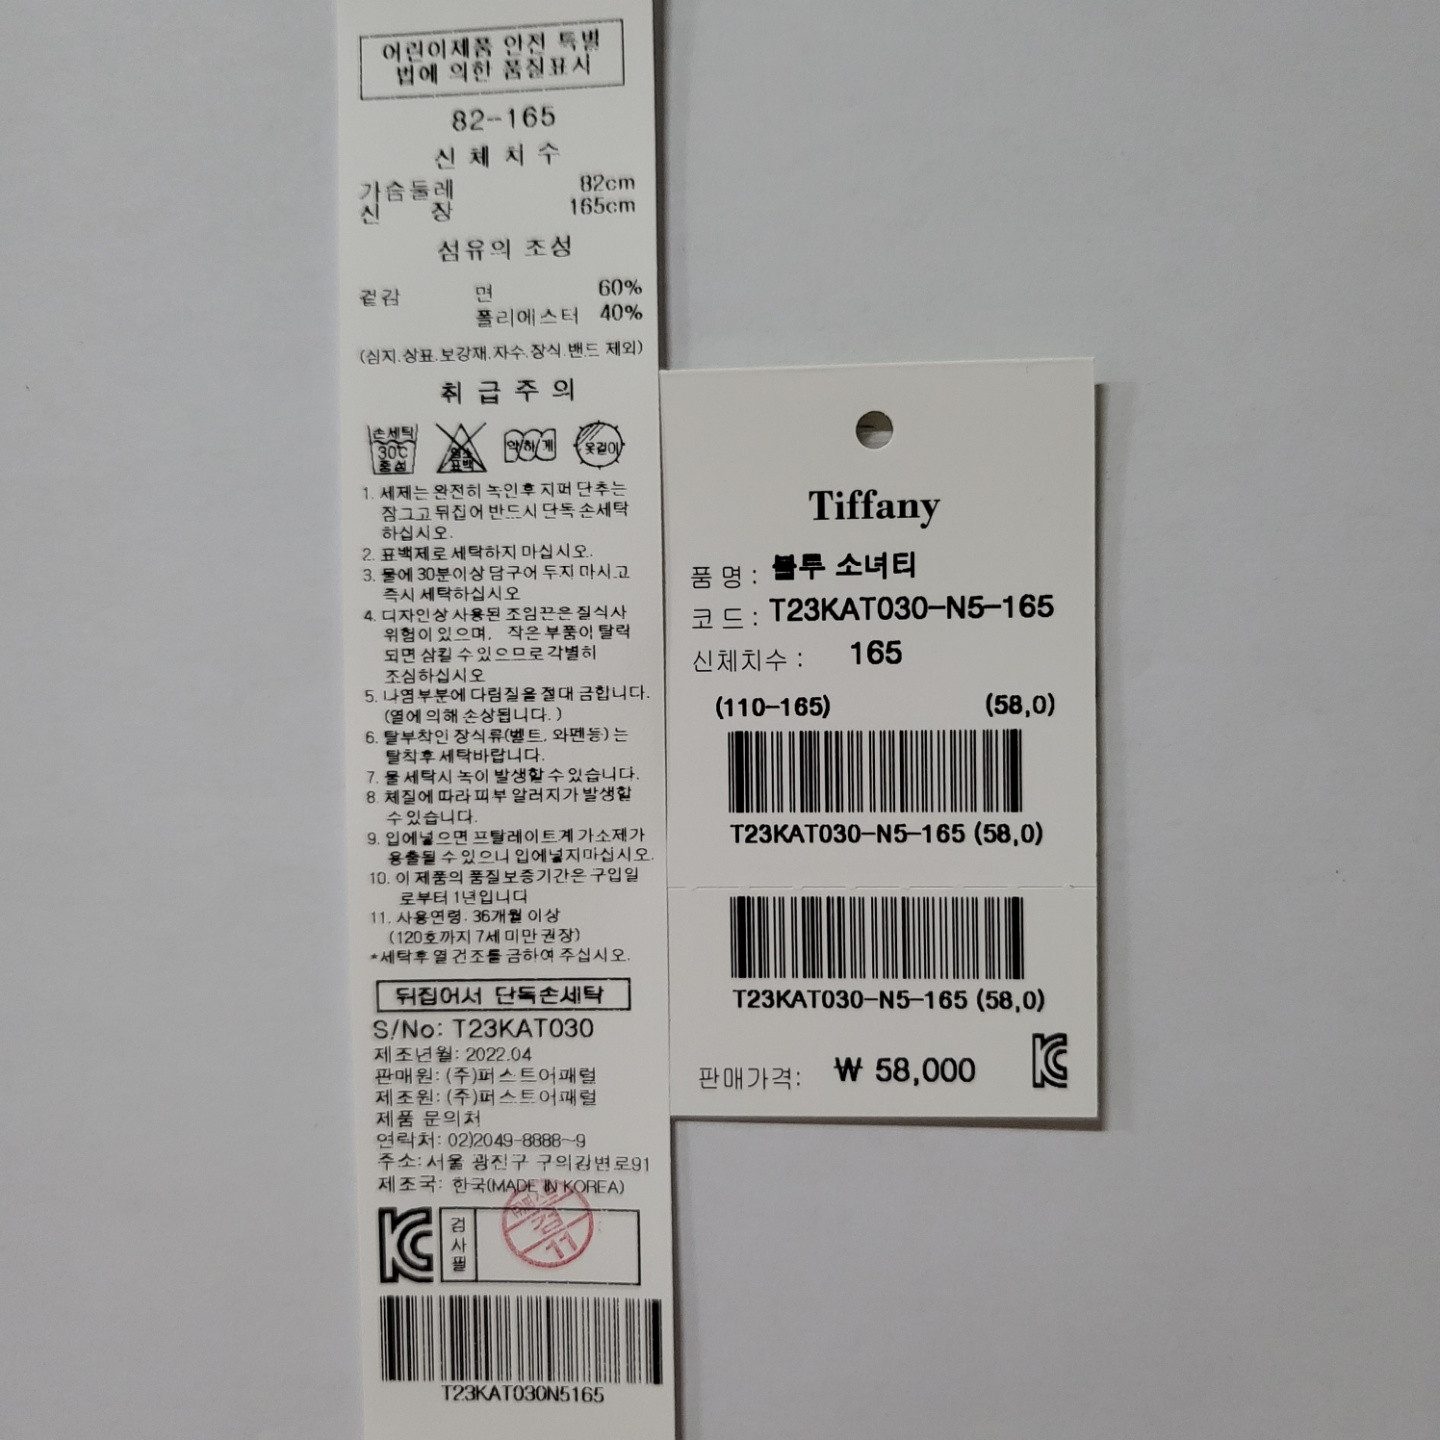 어린이제품 안전 특별
법에 의한 품질표시
82-165
신 체 치 수
가슴둘레 82cm
신 장 165cm
섬유의 조성
겉감 면 60%
폴리에스터 40%
(심지.상표.보강재.자수.장식.밴드 제외)
취 급 주 의
손세탁
30℃
중성
염소
표백
약하게
옷걸이
1. 세제는 완전히 녹인후 지퍼 단추는
잠그고 뒤집어 반드시 단독 손세탁
하십시오.
2. 표백제로 세탁하지 마십시오.
3. 물에 30분이상 담구어 두지 마시고
즉시 세탁하십시오
4. 디자인상 사용된 조임끈은 질식사
위험이 있으며, 작은 부품이 탈락
되면 삼킬 수 있으므로 각별히
조심하십시오
5. 나염부분에 다림질을 절대 금합니다.
(열에 의해 손상됩니다.)
6. 탈부착인 장식류(벨트, 와펜등)는
탈착후 세탁바랍니다.
7. 물 세탁시 녹이 발생할 수 있습니다.
8. 체질에 따라 피부 알러지가 발생할
수 있습니다.
9. 입에넣으면 프탈레이트계 가소제가
용출될 수 있으니 입에넣지마십시오.
10. 이 제품의 품질보증기간은 구입일
로부터 1년입니다
11. 사용연령: 36개월 이상
(120호까지 7세 미만 권장)
*세탁후 열 건조를 금하여 주십시오.
뒤집어서 단독손세탁
S/No: T23KAT030
제조년월: 2022.04
판매원: (주)퍼스트어패럴
제조원: (주)퍼스트어패럴
제품 문의처
연락처: 02)2049-8888~9
주소: 서울 광진구 구의강변로91
제조국: 한국(MADE IN KOREA)
검사필
11
T23KAT030N5165
Tiffany
품 명 : 블루 소녀티
코 드 : T23KAT030-N5-165
신체치수 : 165
(110-165) (58,0)
T23KAT030-N5-165 (58,0)
T23KAT030-N5-165 (58,0)
판매가격: ₩ 58,000